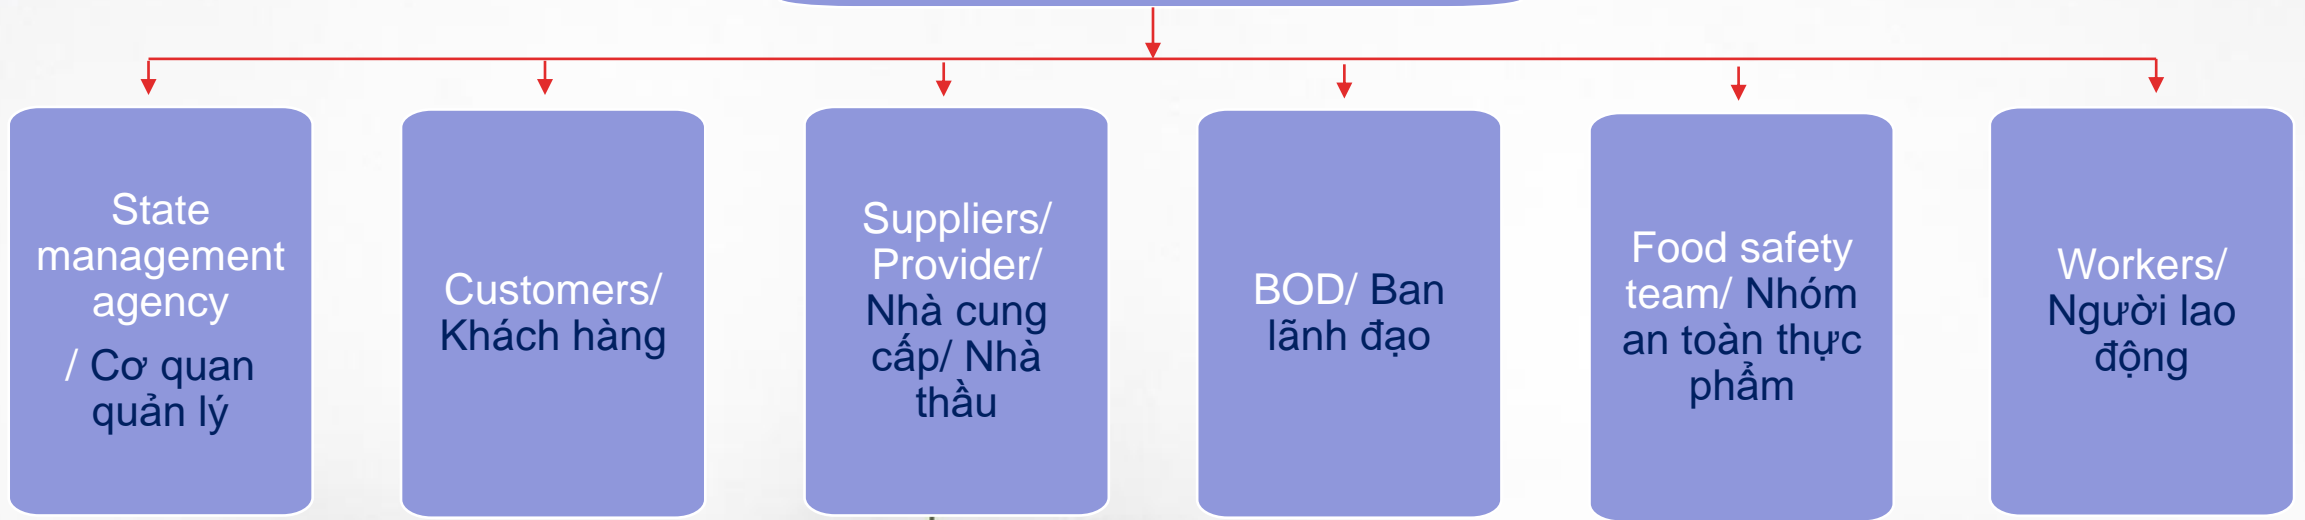 State
management
agency
/ Cơ quan
quản lý
Customers/
Khách hàng
Suppliers/
Provider/
Nhà cung
cấp/ Nhà
thầu
BOD/ Ban
lãnh đạo
Food safety
team/ Nhóm
an toàn thực
phẩm
Workers/
Người lao
động